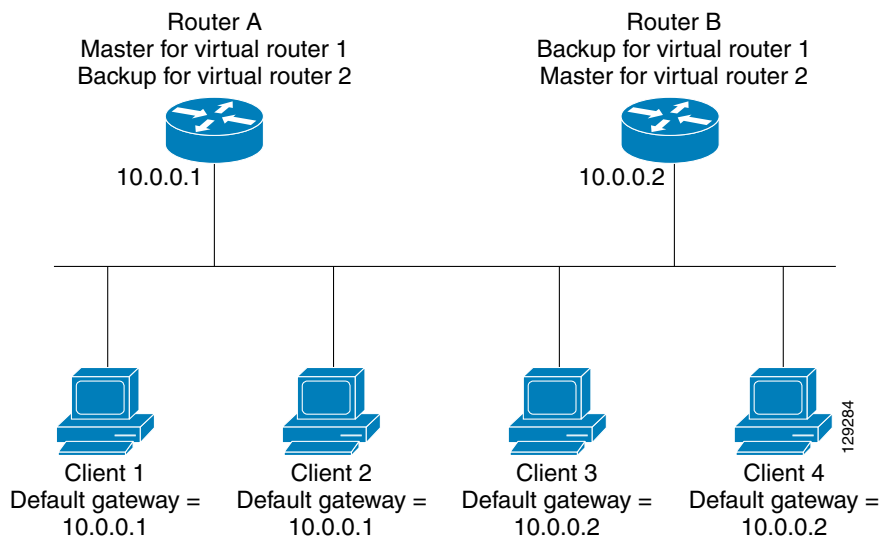 Router A
Master for virtual router 1
Backup for virtual router 2
Router B
Backup for virtual router 1
Master for virtual router 2
10.0.0.1
10.0.0.2
Client 1
Default gateway =
10.0.0.1
Client 2
Default gateway =
10.0.0.1
Client 3
Default gateway =
10.0.0.2
Client 4
Default gateway =
10.0.0.2
129284